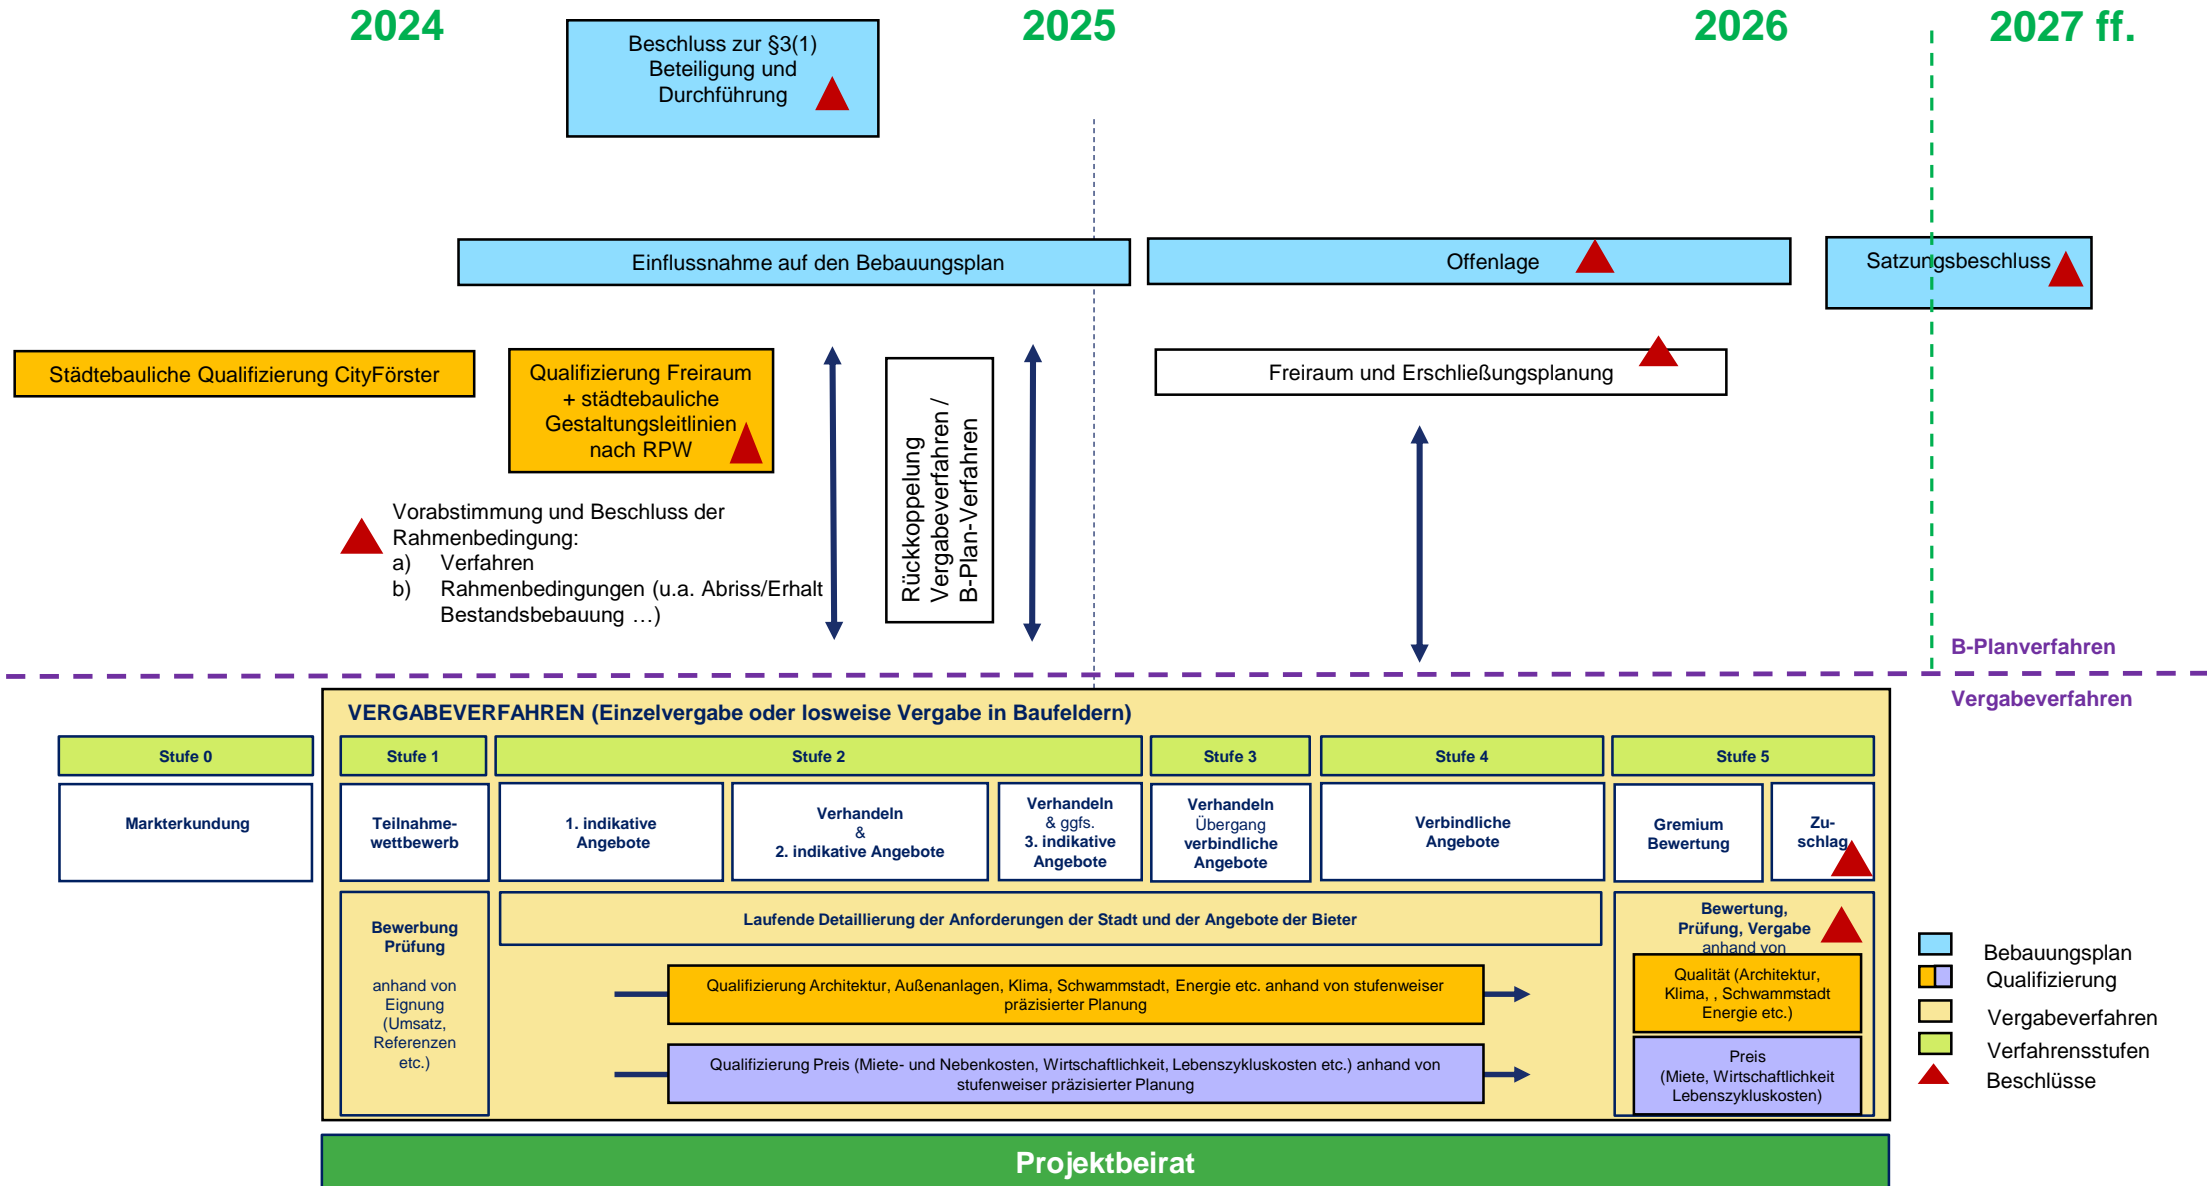 2024
2025
2026
2027 ff.
Beschluss zur §3(1)
Beteiligung und
Durchführung
Einflussnahme auf den Bebauungsplan
Offenlage
Satzungsbeschluss
Städtebauliche Qualifizierung CityFörster
Qualifizierung Freiraum
+ städtebauliche
Gestaltungsleitlinien
nach RPW
Rückkoppelung
Vergabeverfahren /
B-Plan-Verfahren
Freiraum und Erschließungsplanung
Vorabstimmung und Beschluss der
Rahmenbedingung:
a) Verfahren
b) Rahmenbedingungen (u.a. Abriss/Erhalt
Bestandsbebauung …)
B-Planverfahren
Vergabeverfahren
VERGABEVERFAHREN (Einzelvergabe oder losweise Vergabe in Baufeldern)
Stufe 0
Stufe 1
Stufe 2
Stufe 3
Stufe 4
Stufe 5
Markterkundung
Teilnahme-
wettbewerb
1. indikative
Angebote
Verhandeln
&
2. indikative Angebote
Verhandeln
& ggfs.
3. indikative
Angebote
Verhandeln
Übergang
verbindliche
Angebote
Verbindliche
Angebote
Gremium
Bewertung
Zu-
schlag
Bewerbung
Prüfung
anhand von
Eignung
(Umsatz,
Referenzen
etc.)
Laufende Detaillierung der Anforderungen der Stadt und der Angebote der Bieter
Qualifizierung Architektur, Außenanlagen, Klima, Schwammstadt, Energie etc. anhand von stufenweiser
präzisierter Planung
Qualifizierung Preis (Miete- und Nebenkosten, Wirtschaftlichkeit, Lebenszykluskosten etc.) anhand von
stufenweiser präzisierter Planung
Bewertung,
Prüfung, Vergabe
anhand von
Qualität (Architektur,
Klima, , Schwammstadt
Energie etc.)
Preis
(Miete, Wirtschaftlichkeit
Lebenszykluskosten)
Bebauungsplan
Qualifizierung
Vergabeverfahren
Verfahrensstufen
Beschlüsse
Projektbeirat